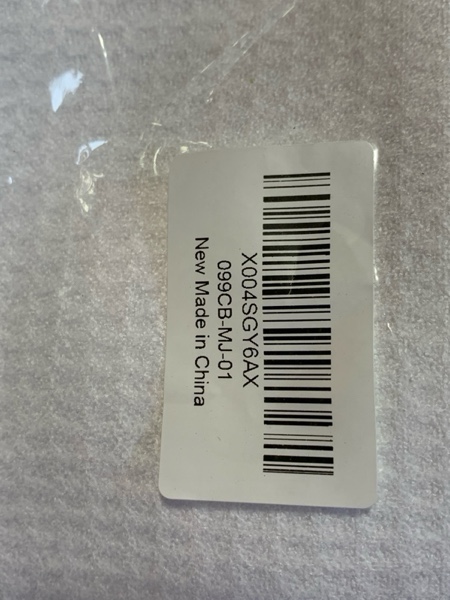 X004SGY6AX
099CB-MJ-01
New Made in China